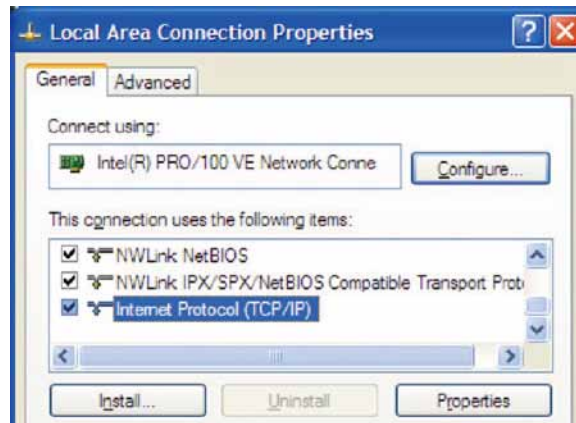 Local Area Connection Properties
General Advanced
Connect using:
Intel(R) PRO/100 VE Network Conne
Configure...
This connection uses the following items:
NWLink NetBIOS
NWLink IPX/SPX/NetBIOS Compatible Transport Proto
Internet Protocol (TCP/IP)
Install... Uninstall Properties